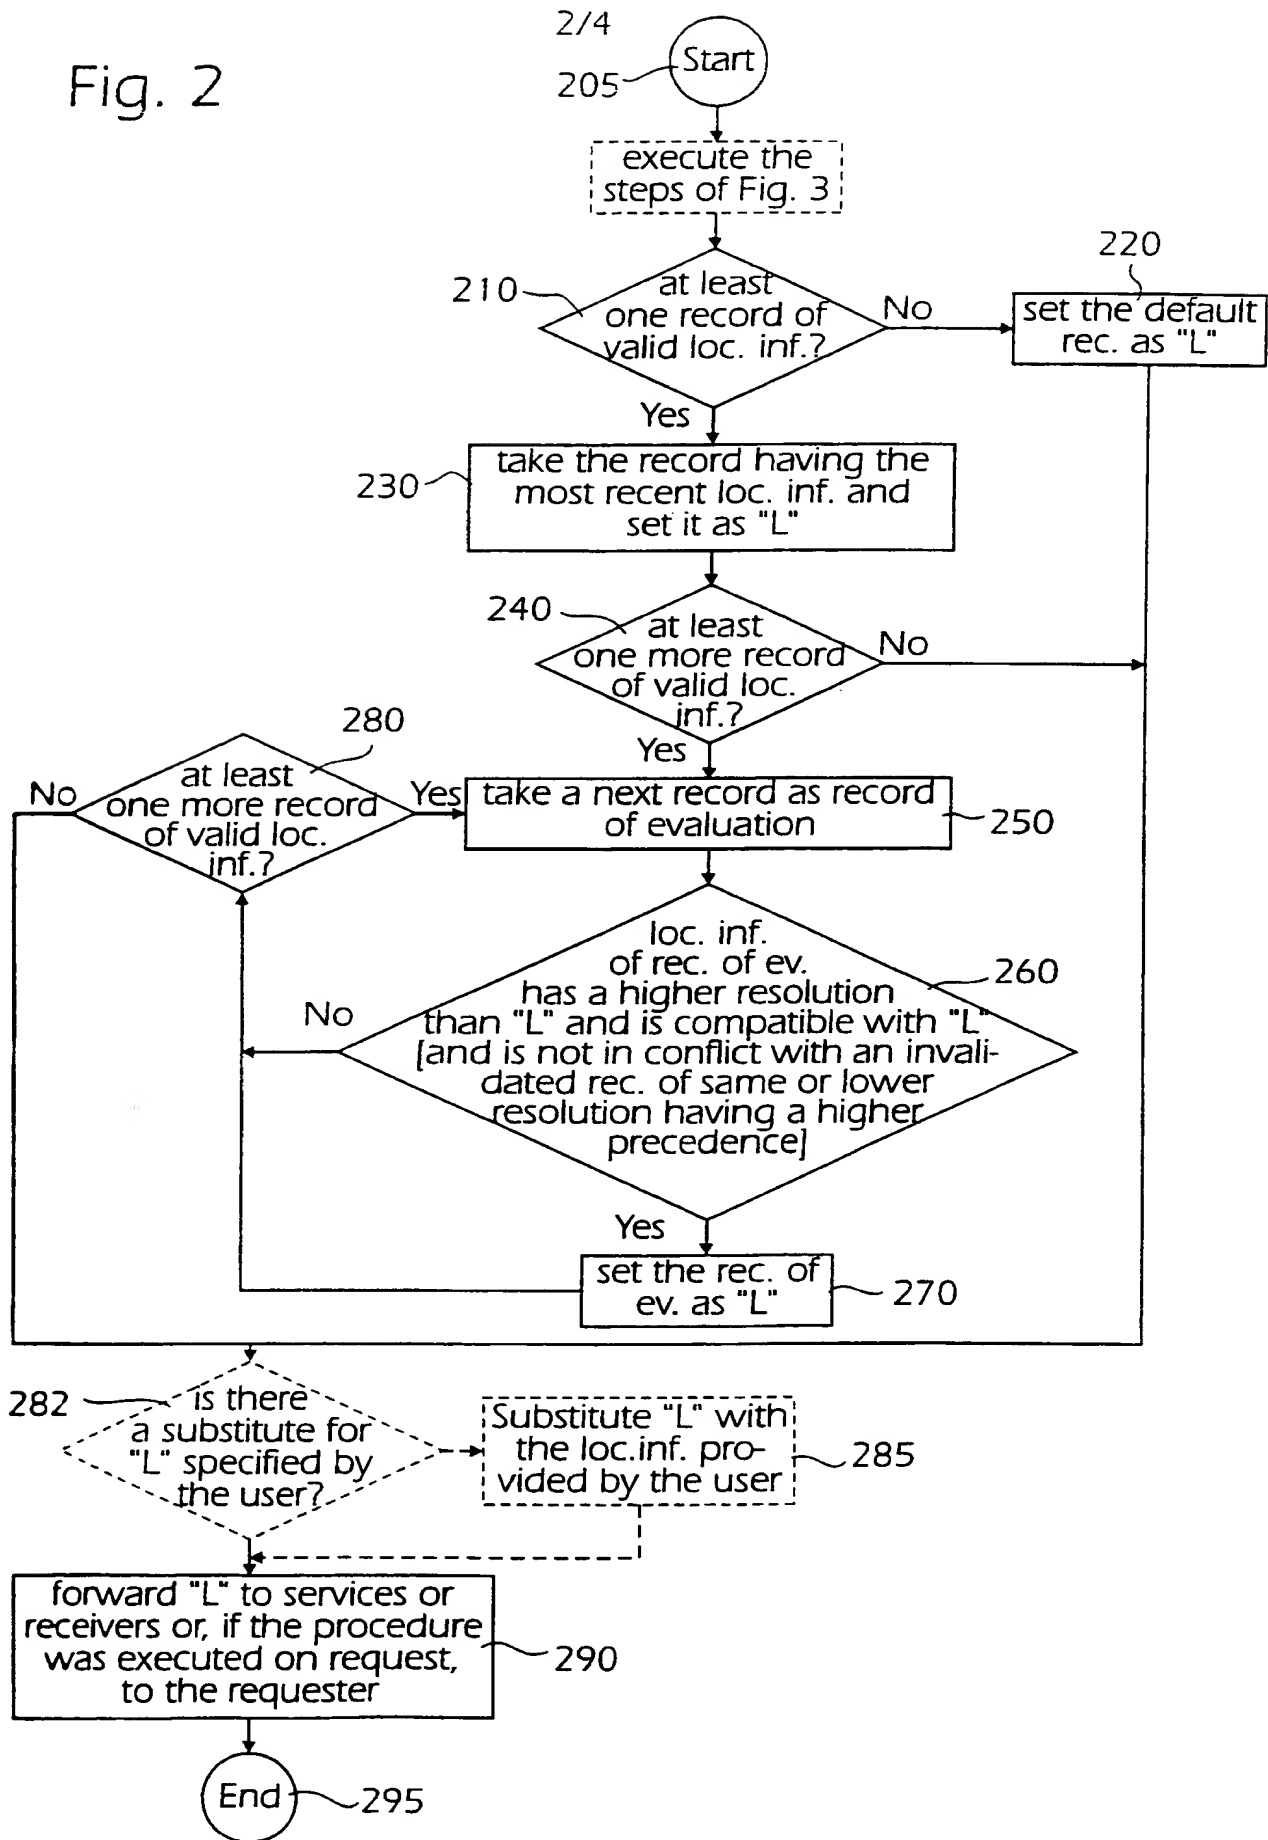 2/4
Fig. 2
Start
205
execute the
steps of Fig. 3
210
at least
one record of
valid loc. inf.?
No
220
set the default
rec. as "L"
Yes
230
take the record having the
most recent loc. inf. and
set it as "L"
240
at least
one more record
of valid loc.
inf.?
No
Yes
280
at least
one more record
of valid loc.
inf.?
No
Yes
take a next record as record
of evaluation
250
loc. inf.
of rec. of ev.
has a higher resolution
than "L" and is compatible with "L"
[and is not in conflict with an invali-
dated rec. of same or lower
resolution having a higher
precedence]
260
No
Yes
set the rec. of
ev. as "L"
270
282
is there
a substitute for
"L" specified by
the user?
Substitute "L" with
the loc.inf. pro-
vided by the user
285
forward "L" to services or
receivers or, if the procedure
was executed on request,
to the requester
290
End
295